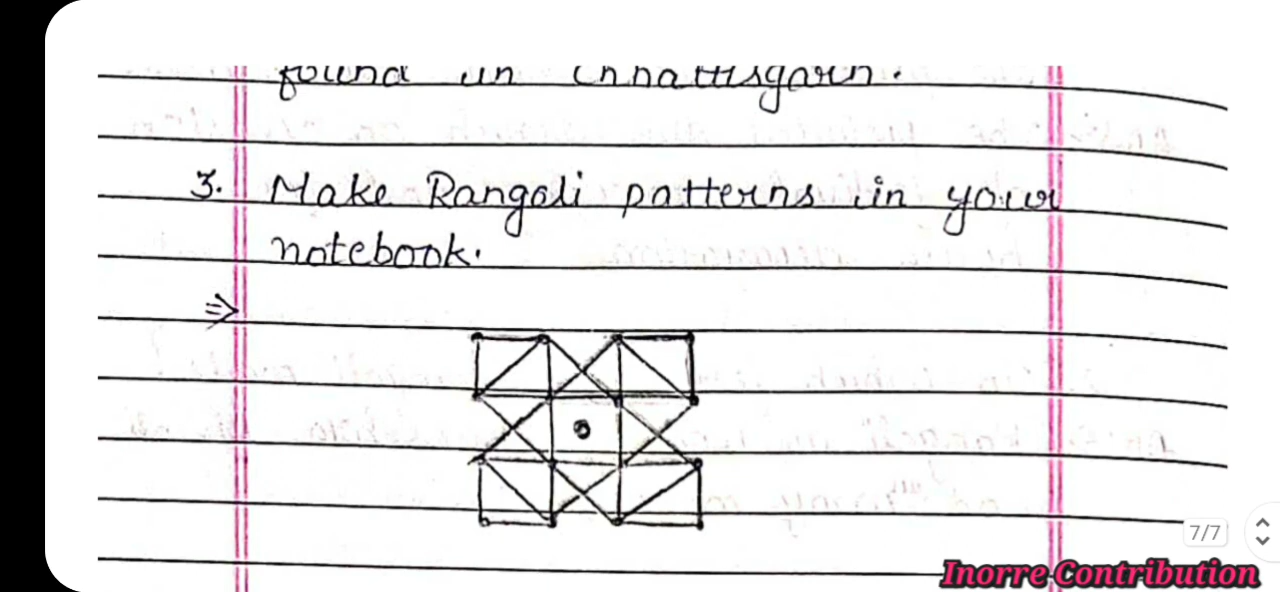 found in Chhattisgarh.
3. Make Rangoli patterns in your
notebook.
⇒
7/7
Inorre Contribution